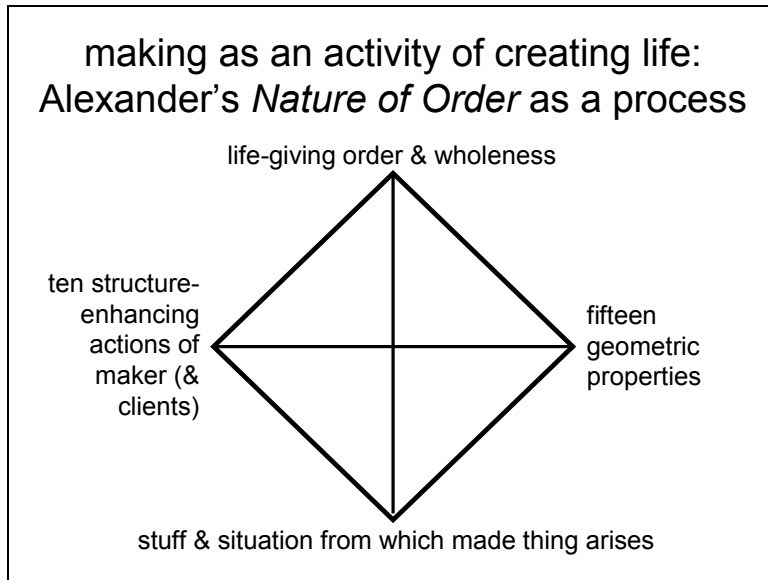 making as an activity of creating life:
Alexander's Nature of Order as a process
life-giving order & wholeness
ten structure-
enhancing
actions of
maker (&
clients)
fifteen
geometric
properties
stuff & situation from which made thing arises